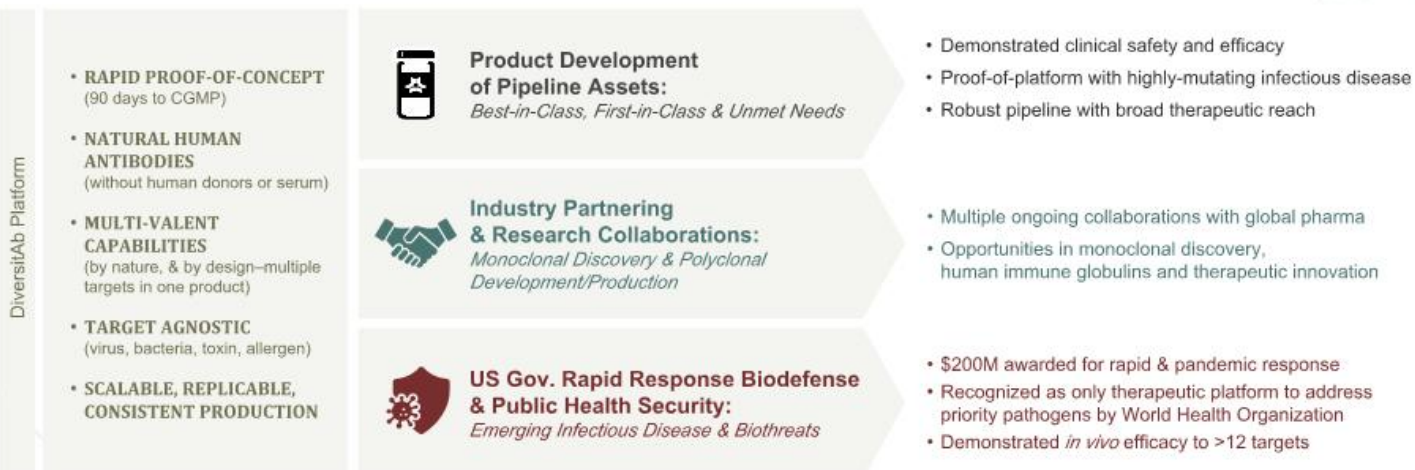 DiversitAb Platform
• RAPID PROOF-OF-CONCEPT
(90 days to CGMP)
• NATURAL HUMAN
ANTIBODIES
(without human donors or serum)
• MULTI-VALENT
CAPABILITIES
(by nature, & by design–multiple
targets in one product)
• TARGET AGNOSTIC
(virus, bacteria, toxin, allergen)
• SCALABLE, REPLICABLE,
CONSISTENT PRODUCTION
Product Development
of Pipeline Assets:
Best-in-Class, First-in-Class & Unmet Needs
• Demonstrated clinical safety and efficacy
• Proof-of-platform with highly-mutating infectious disease
• Robust pipeline with broad therapeutic reach
Industry Partnering
& Research Collaborations:
Monoclonal Discovery & Polyclonal
Development/Production
• Multiple ongoing collaborations with global pharma
• Opportunities in monoclonal discovery,
human immune globulins and therapeutic innovation
US Gov. Rapid Response Biodefense
& Public Health Security:
Emerging Infectious Disease & Biothreats
• $200M awarded for rapid & pandemic response
• Recognized as only therapeutic platform to address
priority pathogens by World Health Organization
• Demonstrated in vivo efficacy to >12 targets